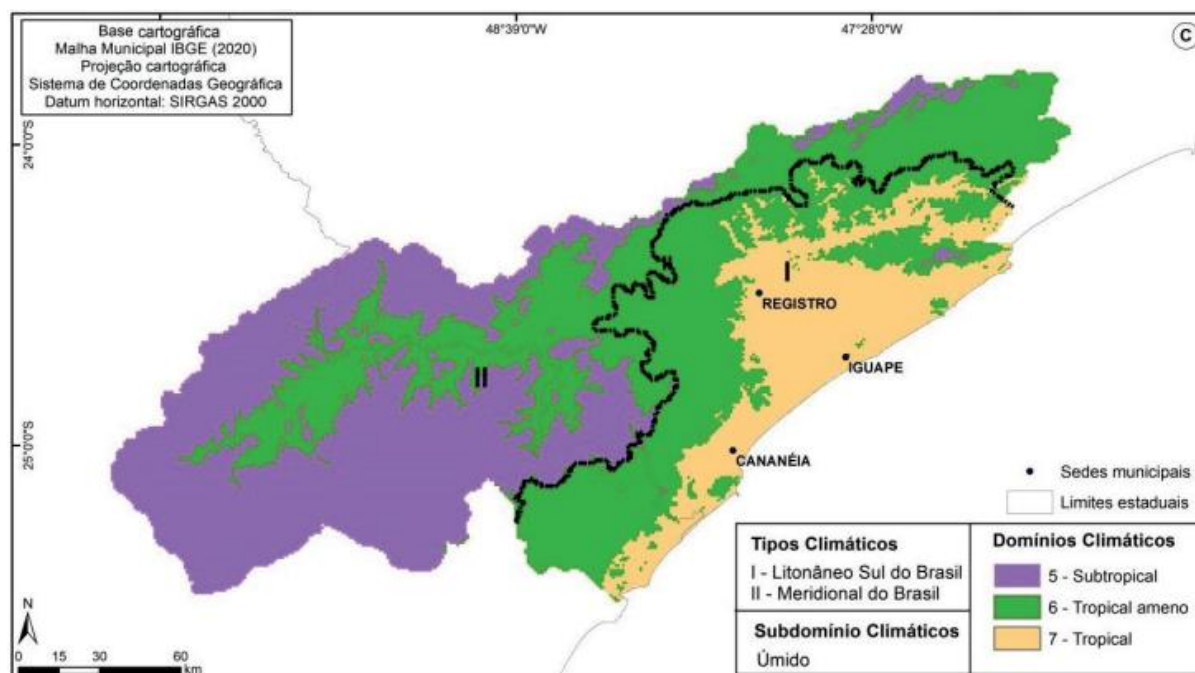 Base cartográfica
Malha Municipal IBGE (2020)
Projeção cartográfica
Sistema de Coordenadas Geográfica
Datum horizontal: SIRGAS 2000
48°39'0"W
47°28'0"W
C
24°0'0"S
25°0'0"S
I
II
REGISTRO
IGUAPE
CANANÉIA
Sedes municipais
Limites estaduais
Tipos Climáticos
I - Litonâneo Sul do Brasil
II - Meridional do Brasil
Subdomínio Climáticos
Úmido
Domínios Climáticos
5 - Subtropical
6 - Tropical ameno
7 - Tropical
N
0 15 30 60
km